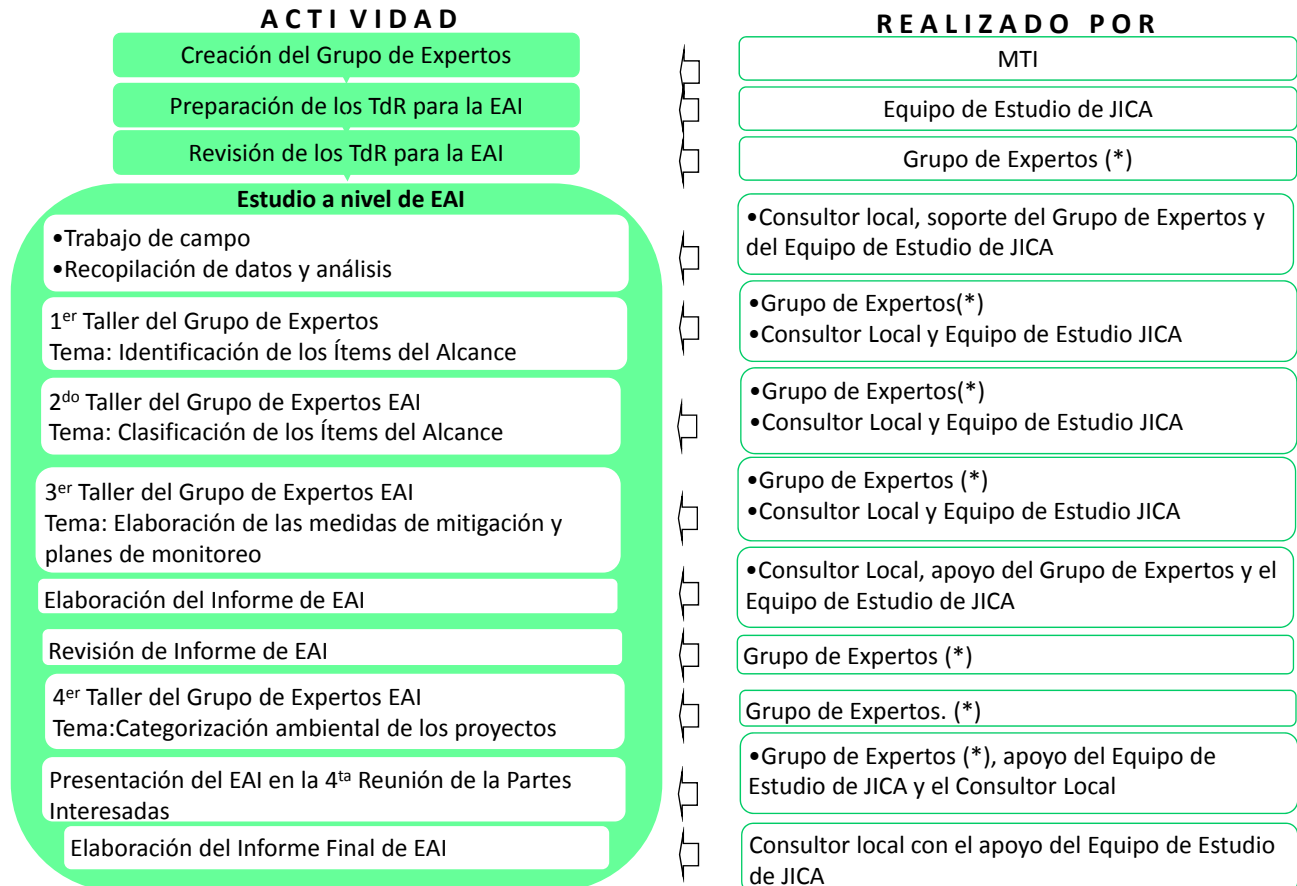 ACTIVIDAD
REALIZADO POR
Creación del Grupo de Expertos
MTI
Preparación de los TdR para la EAI
Equipo de Estudio de JICA
Revisión de los TdR para la EAI
Grupo de Expertos (*)
Estudio a nivel de EAI
•Trabajo de campo
•Recopilación de datos y análisis
•Consultor local, soporte del Grupo de Expertos y
del Equipo de Estudio de JICA
1er Taller del Grupo de Expertos
Tema: Identificación de los Ítems del Alcance
•Grupo de Expertos(*)
•Consultor Local y Equipo de Estudio JICA
2do Taller del Grupo de Expertos EAI
Tema: Clasificación de los Ítems del Alcance
•Grupo de Expertos(*)
•Consultor Local y Equipo de Estudio JICA
3er Taller del Grupo de Expertos EAI
Tema: Elaboración de las medidas de mitigación y
planes de monitoreo
•Grupo de Expertos (*)
•Consultor Local y Equipo de Estudio JICA
Elaboración del Informe de EAI
•Consultor Local, apoyo del Grupo de Expertos y el
Equipo de Estudio de JICA
Revisión de Informe de EAI
Grupo de Expertos (*)
4er Taller del Grupo de Expertos EAI
Tema:Categorización ambiental de los proyectos
Grupo de Expertos. (*)
Presentación del EAI en la 4ta Reunión de la Partes
Interesadas
•Grupo de Expertos (*), apoyo del Equipo de
Estudio de JICA y el Consultor Local
Elaboración del Informe Final de EAI
Consultor local con el apoyo del Equipo de Estudio
de JICA